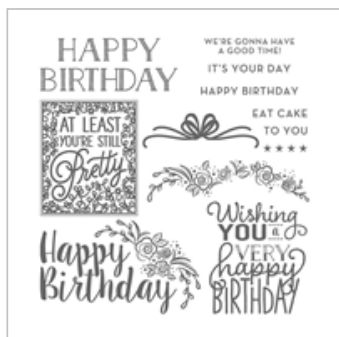 HAPPY
BIRTHDAY
WE'RE GONNA HAVE
A GOOD TIME!
IT'S YOUR DAY
HAPPY BIRTHDAY
EAT CAKE
TO YOU
AT LEAST
YOU'RE STILL
Pretty
Happy
Birthday
Wishing
YOU a
VERY
happy
BIRTHDAY